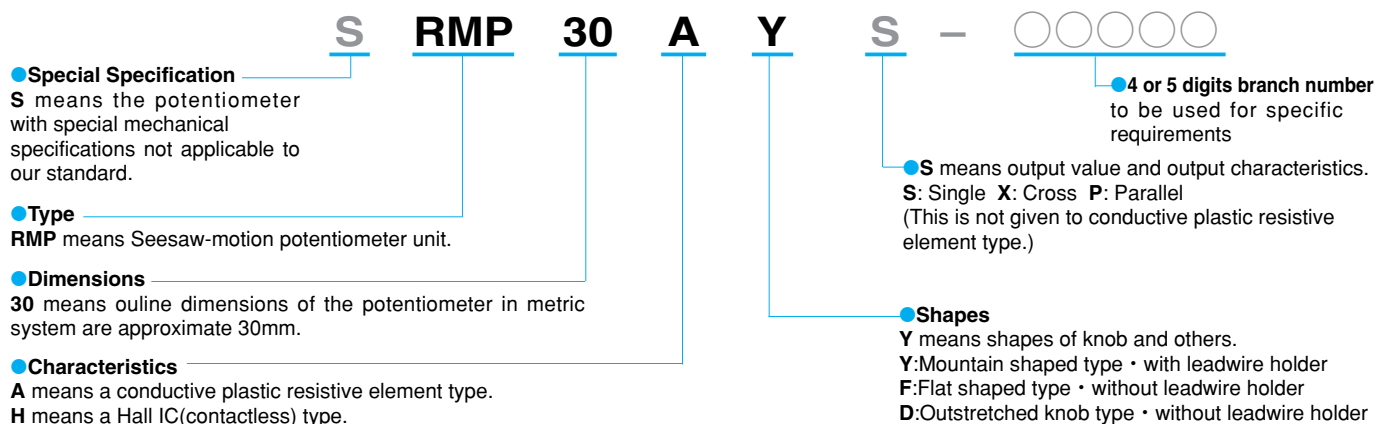 S RMP 30 A Y S – ○○○○○
●Special Specification
S means the potentiometer
with special mechanical
specifications not applicable to
our standard.
●Type
RMP means Seesaw-motion potentiometer unit.
●Dimensions
30 means ouline dimensions of the potentiometer in metric
system are approximate 30mm.
●Characteristics
A means a conductive plastic resistive element type.
H means a Hall IC(contactless) type.
●4 or 5 digits branch number
to be used for specific
requirements
●S means output value and output characteristics.
S: Single X: Cross P: Parallel
(This is not given to conductive plastic resistive
element type.)
●Shapes
Y means shapes of knob and others.
Y:Mountain shaped type・with leadwire holder
F:Flat shaped type・without leadwire holder
D:Outstretched knob type・without leadwire holder